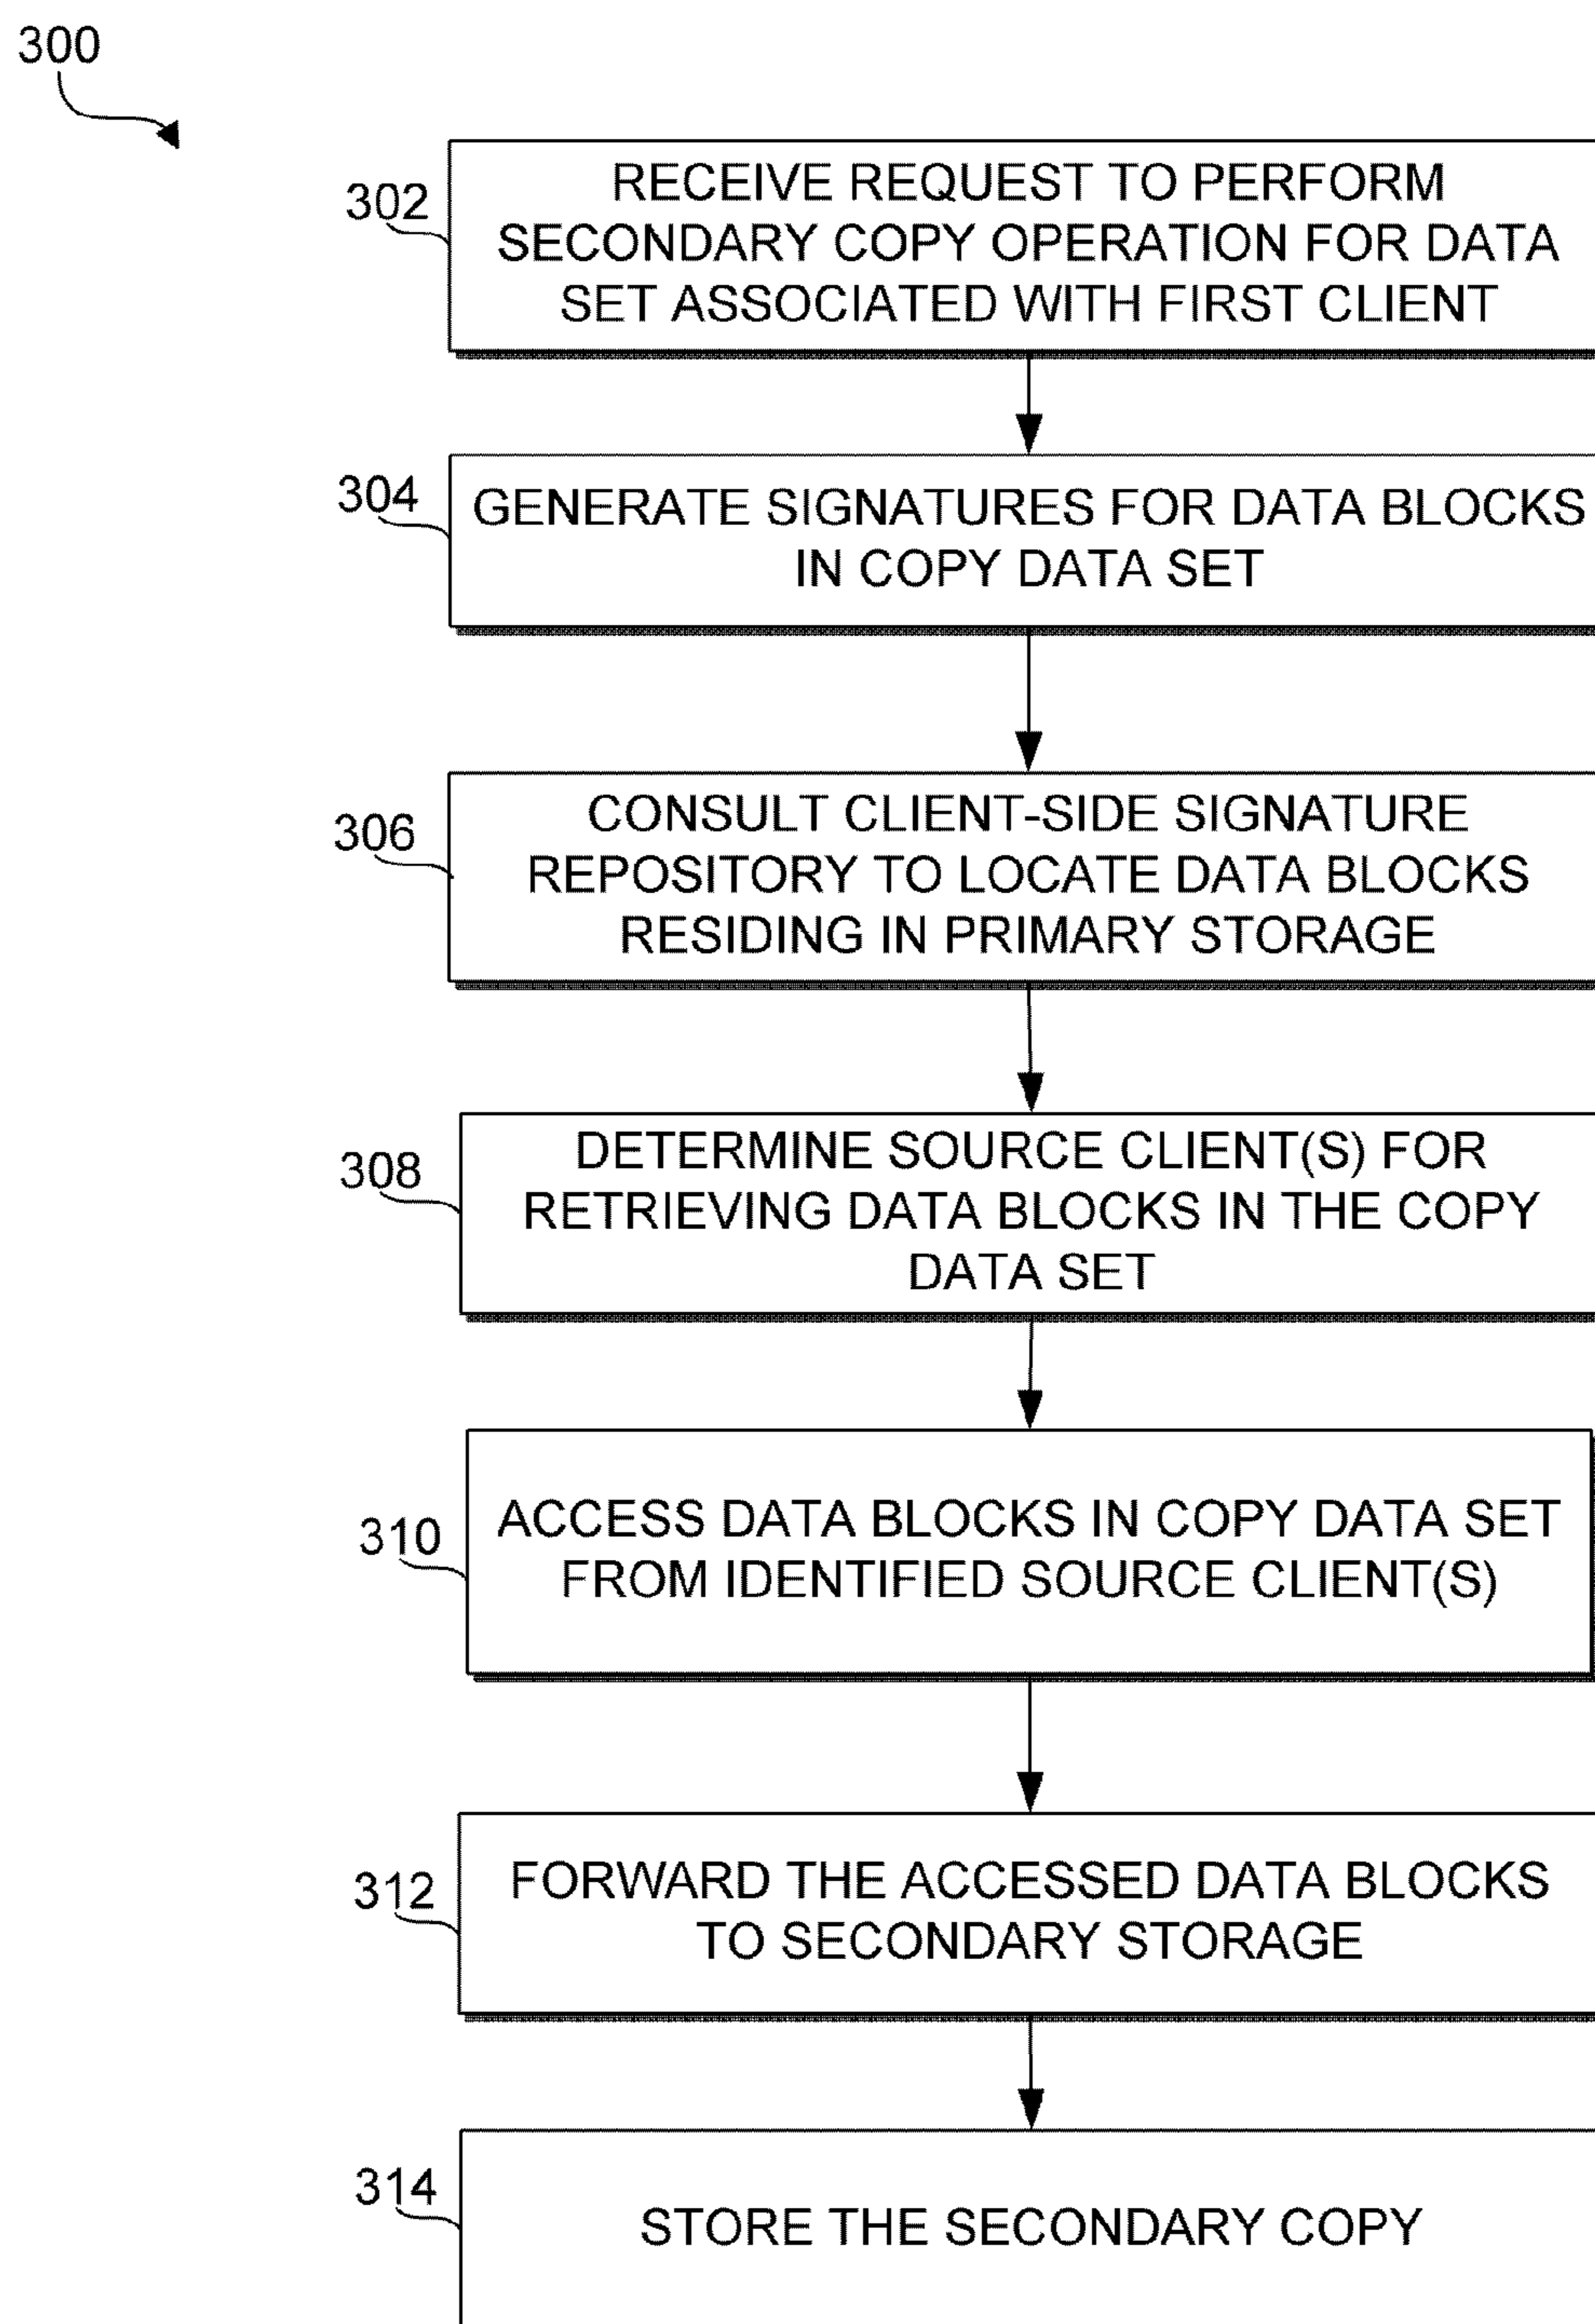 300
302
RECEIVE REQUEST TO PERFORM
SECONDARY COPY OPERATION FOR DATA
SET ASSOCIATED WITH FIRST CLIENT
304
GENERATE SIGNATURES FOR DATA BLOCKS
IN COPY DATA SET
306
CONSULT CLIENT-SIDE SIGNATURE
REPOSITORY TO LOCATE DATA BLOCKS
RESIDING IN PRIMARY STORAGE
308
DETERMINE SOURCE CLIENT(S) FOR
RETRIEVING DATA BLOCKS IN THE COPY
DATA SET
310
ACCESS DATA BLOCKS IN COPY DATA SET
FROM IDENTIFIED SOURCE CLIENT(S)
312
FORWARD THE ACCESSED DATA BLOCKS
TO SECONDARY STORAGE
314
STORE THE SECONDARY COPY